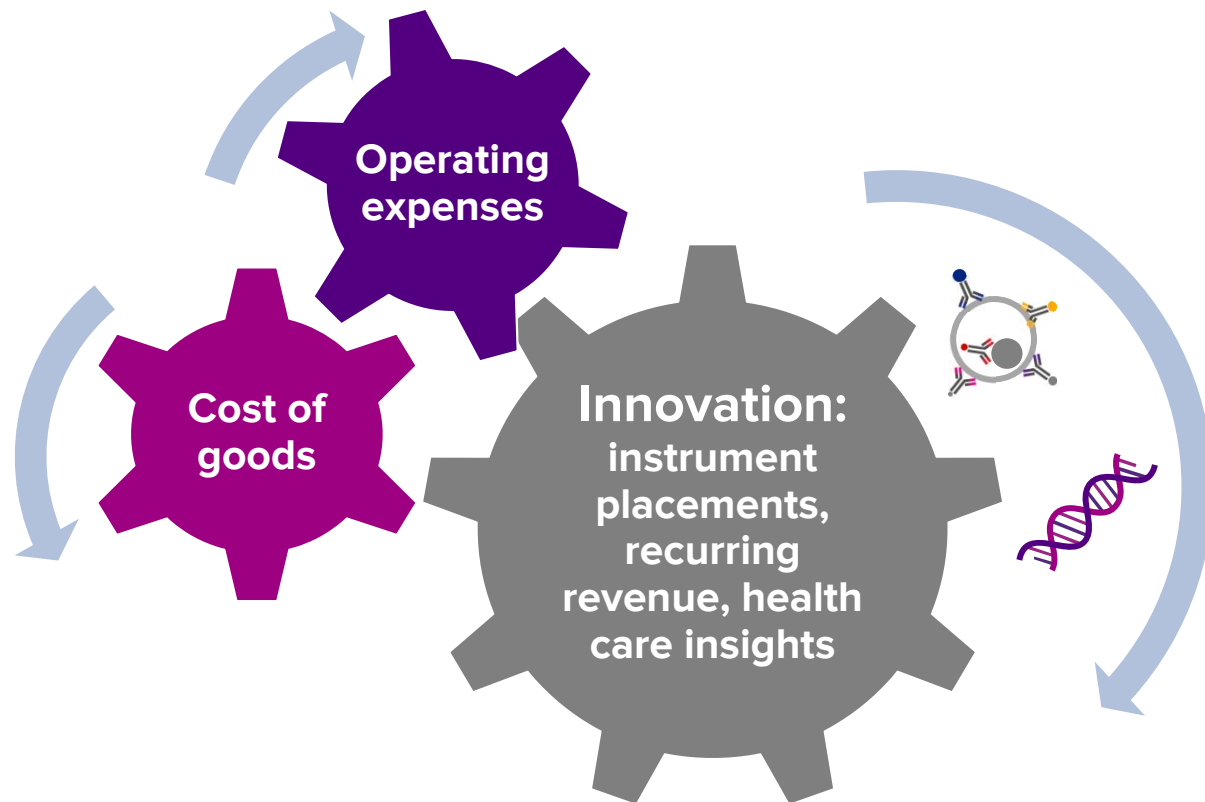 Operating
expenses
Cost of
goods
Innovation:
instrument
placements,
recurring
revenue, health
care insights